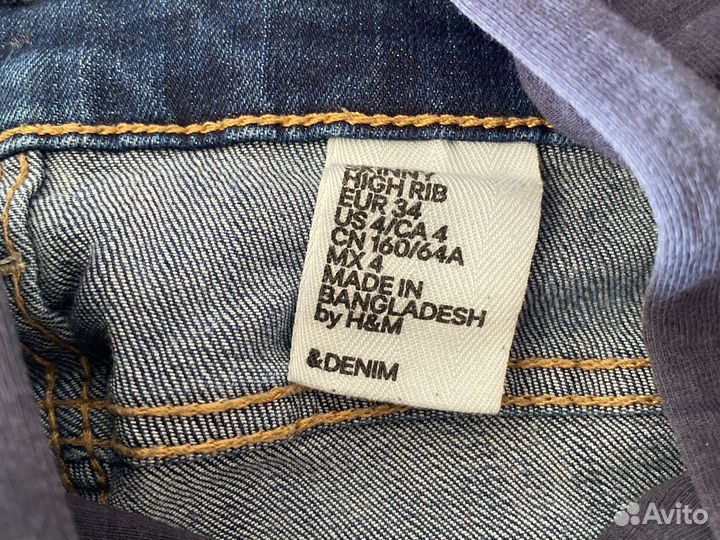 SKINNY
HIGH RIB
EUR 34
US 4/CA 4
CN 160/64A
MX 4
MADE IN
BANGLADESH
by H&M
&DENIM
Avito